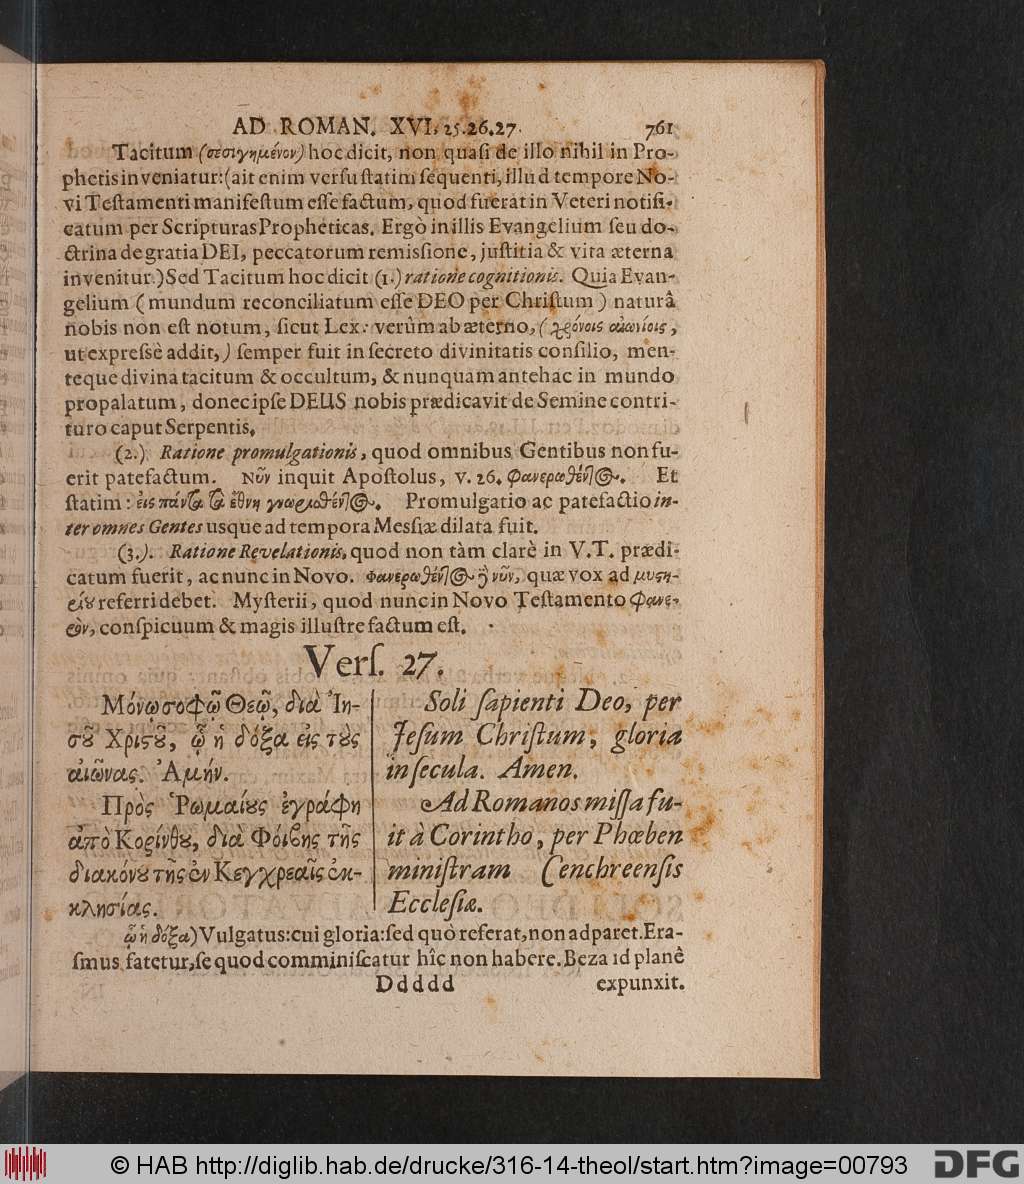 AD ROMAN. XVI. 25.26.27. 761
Tacitum (σεσιγημένον) hoc dicit, non quaſi de illo nihil in Pro-
phetis inveniatur:(ait enim verſu ſtatim ſequenti, illud tempore No-
vi Teſtamenti manifeſtum eſſe factum, quod fuerat in Veteri notifi-
catum per Scripturas Propheticas. Ergò in illis Evangelium ſeu do-
ctrina de gratia DEI, peccatorum remiſſione, juſtitia & vita æterna
invenitur.) Sed Tacitum hoc dicit (1.) ratione cognitionis. Quia Evan-
gelium (mundum reconciliatum eſſe DEO per Chriſtum) naturâ
nobis non eſt notum, ſicut Lex: verùm ab æterno, (χρόνοις αἰωνίοις,
ut expreſsè addit,) ſemper fuit in ſecreto divinitatis conſilio, men-
teque divina tacitum & occultum, & nunquam antehac in mundo
propalatum, donec ipſe DEUS nobis prædicavit de Semine contri-
turo caput Serpentis.
(2.) Ratione promulgationis, quod omnibus Gentibus non fu-
erit patefactum. Νῦν inquit Apoſtolus, v. 26. φανερωθέντος. Et
ſtatim: εἰς πάντα τὰ ἔθνη γνωρισθέντος. Promulgatio ac patefactio in-
ter omnes Gentes usque ad tempora Mesſiæ dilata fuit.
(3.). Ratione Revelationis, quod non tàm clarè in V.T. prædi-
catum fuerit, ac nunc in Novo. Φανερωθέντος δὲ νῦν, quæ vox ad μυστη-
ρίου referri debet. Myſterii, quod nunc in Novo Teſtamento φανε-
ρὸν, conſpicuum & magis illuſtre factum eſt.
Verſ. 27.
Μόνῳ σοφῷ Θεῷ, διὰ Ἰη-
σοῦ Χριστοῦ, ᾧ ἡ δόξα εἰς τοὺς
αἰῶνας. Ἀμήν.
Πρὸς Ῥωμαίους ἐγράφη
ἀπὸ Κορίνθου, διὰ Φοίβης τῆς
διακόνου τῆς ἐν Κεγχρεαῖς ἐκ-
κλησίας.
Soli ſapienti Deo, per
Jeſum Chriſtum, gloria
in ſecula. Amen.
Ad Romanos miſſa fu-
it à Corintho, per Phœben
miniſtram Cenchreenſis
Eccleſiæ.
ᾧ ἡ δόξα) Vulgatus: cui gloria: ſed quò referat, non adparet. Era-
ſmus fatetur, ſe quod comminiſcatur hîc non habere. Beza id planè
Ddddd expunxit.
© HAB http://diglib.hab.de/drucke/316-14-theol/start.htm?image=00793 DFG